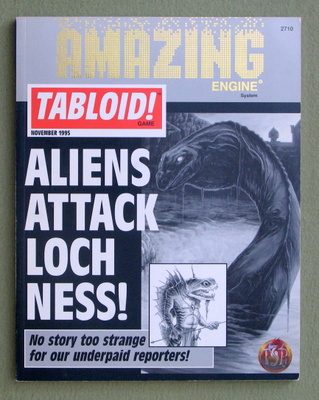 2710
AMAZING
ENGINE®
System
TABLOID!
GAME
NOVEMBER 1995
ALIENS
ATTACK
LOCH
NESS!
No story too strange
for our underpaid reporters!
TSR